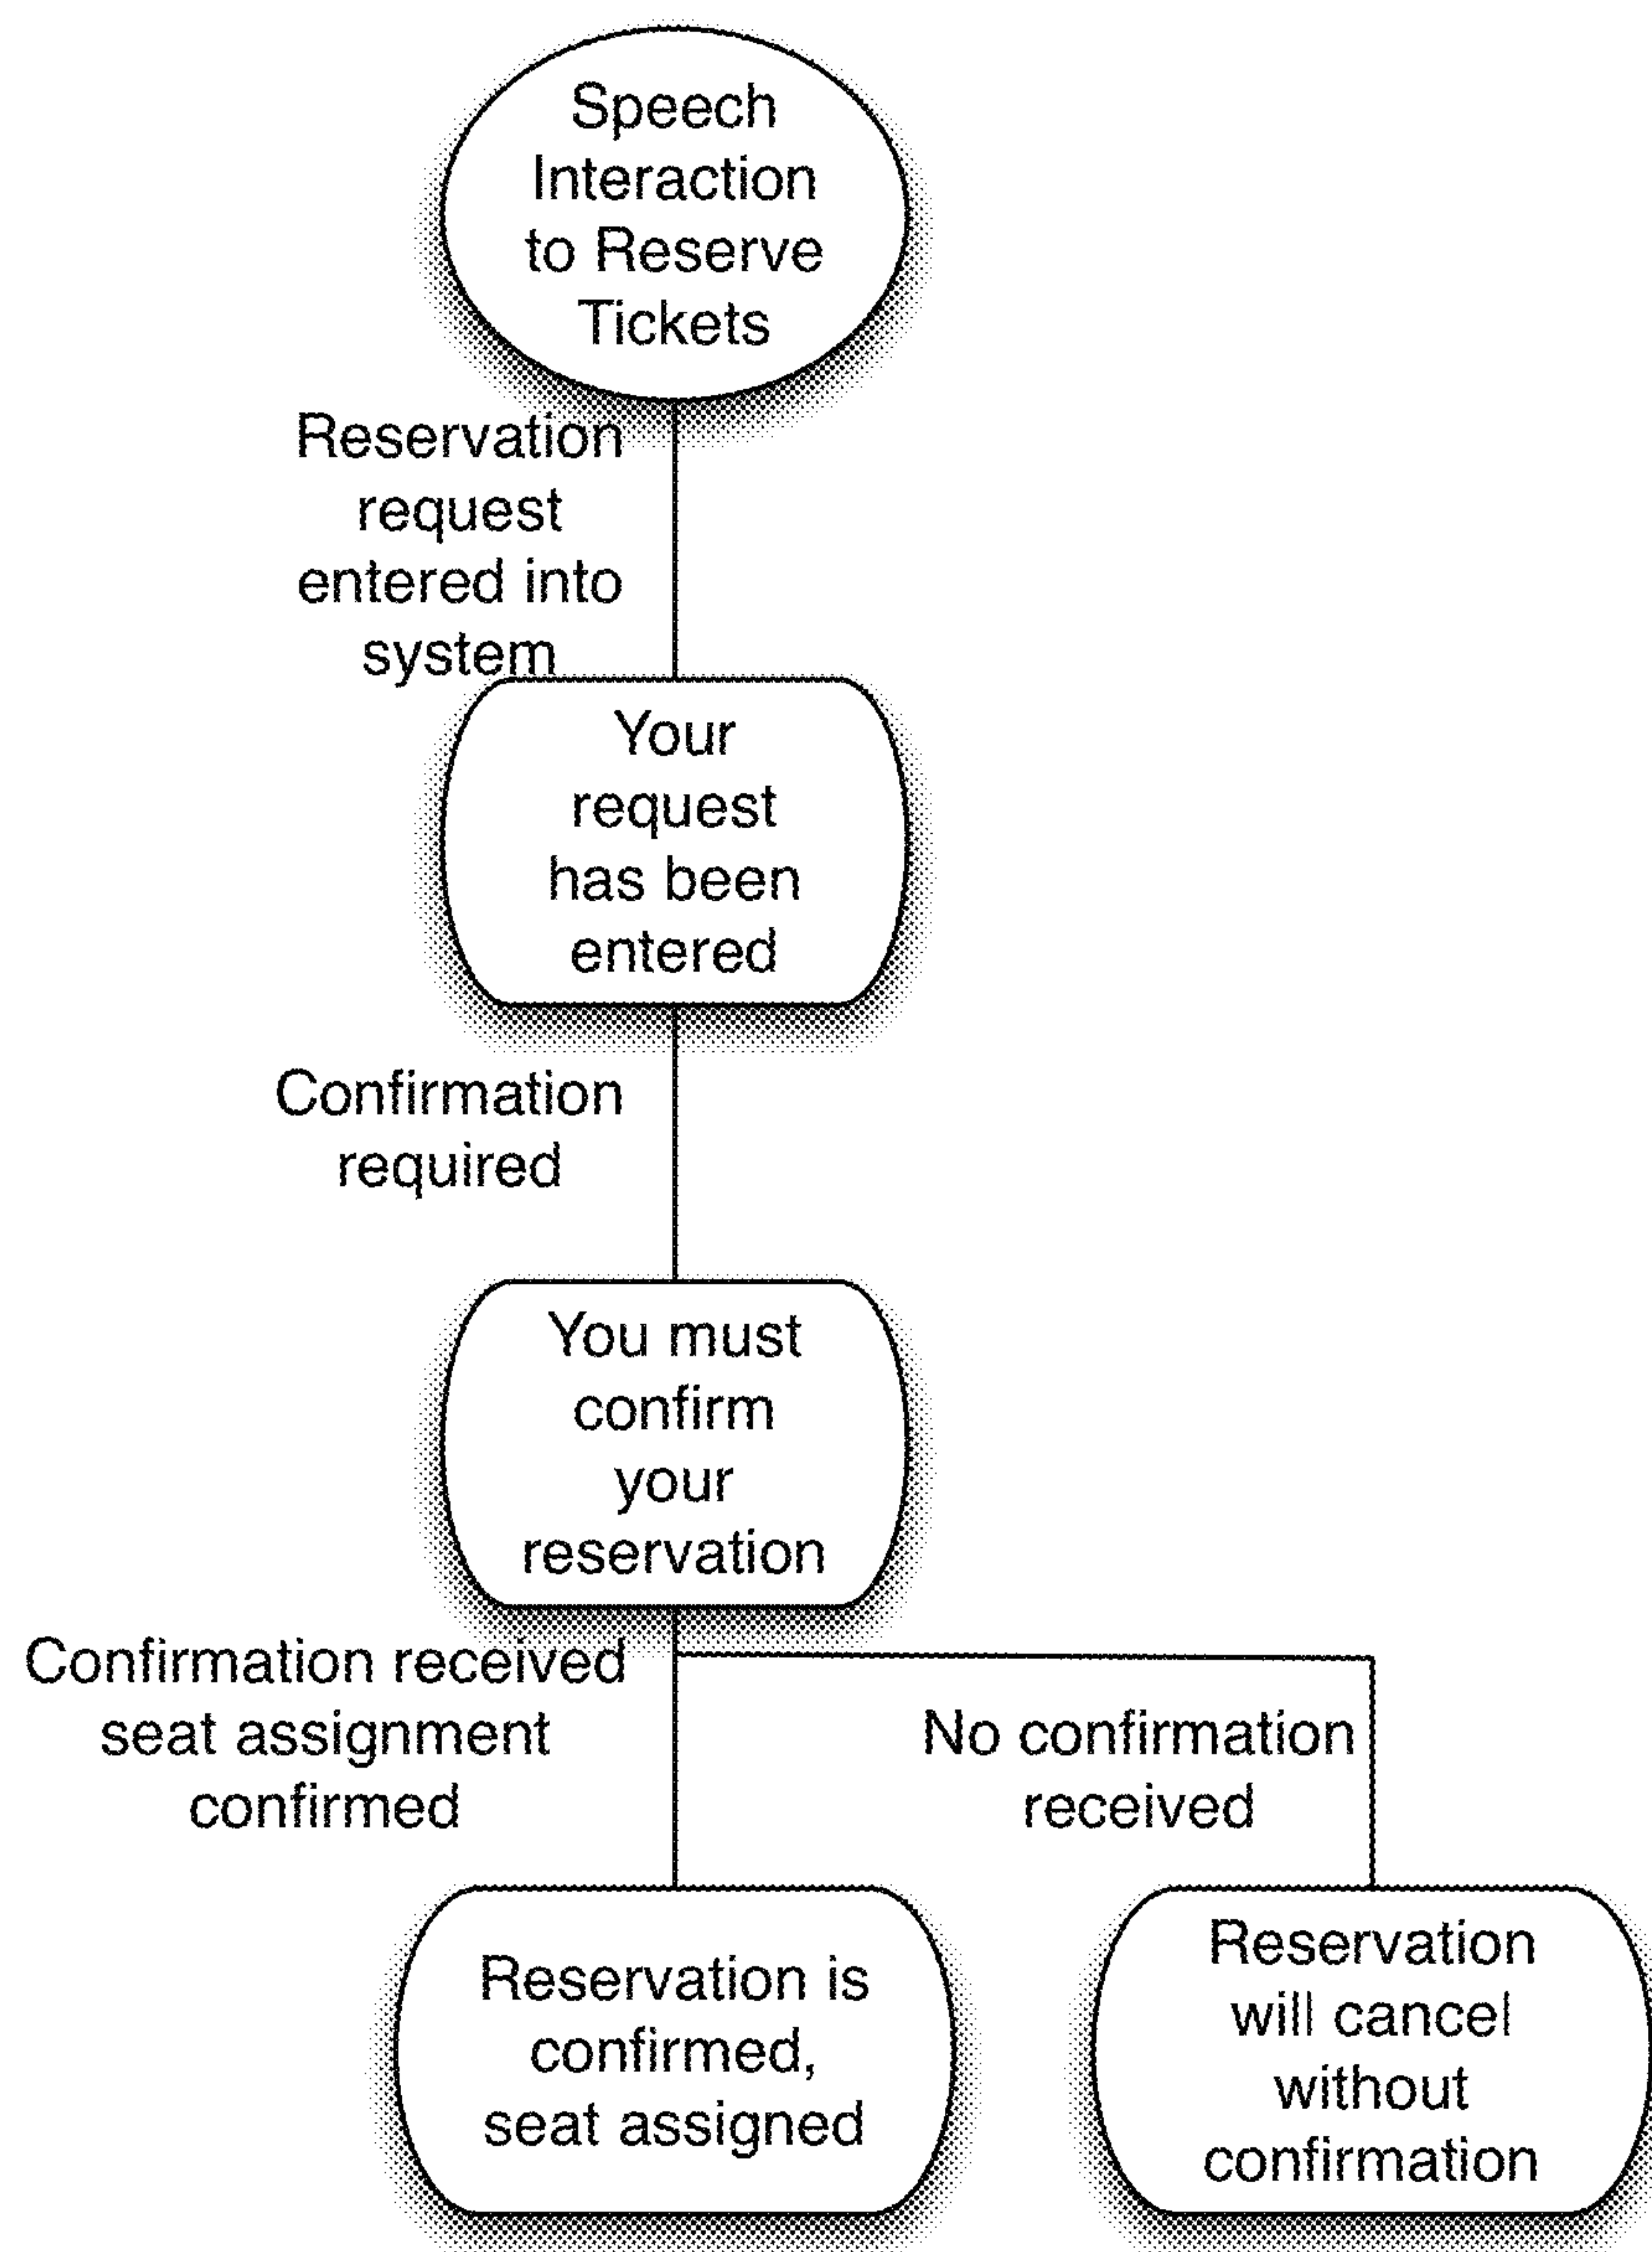 Speech
Interaction
to Reserve
Tickets
Reservation
request
entered into
system
Your
request
has been
entered
Confirmation
required
You must
confirm
your
reservation
Confirmation received
seat assignment
confirmed
No confirmation
received
Reservation is
confirmed,
seat assigned
Reservation
will cancel
without
confirmation